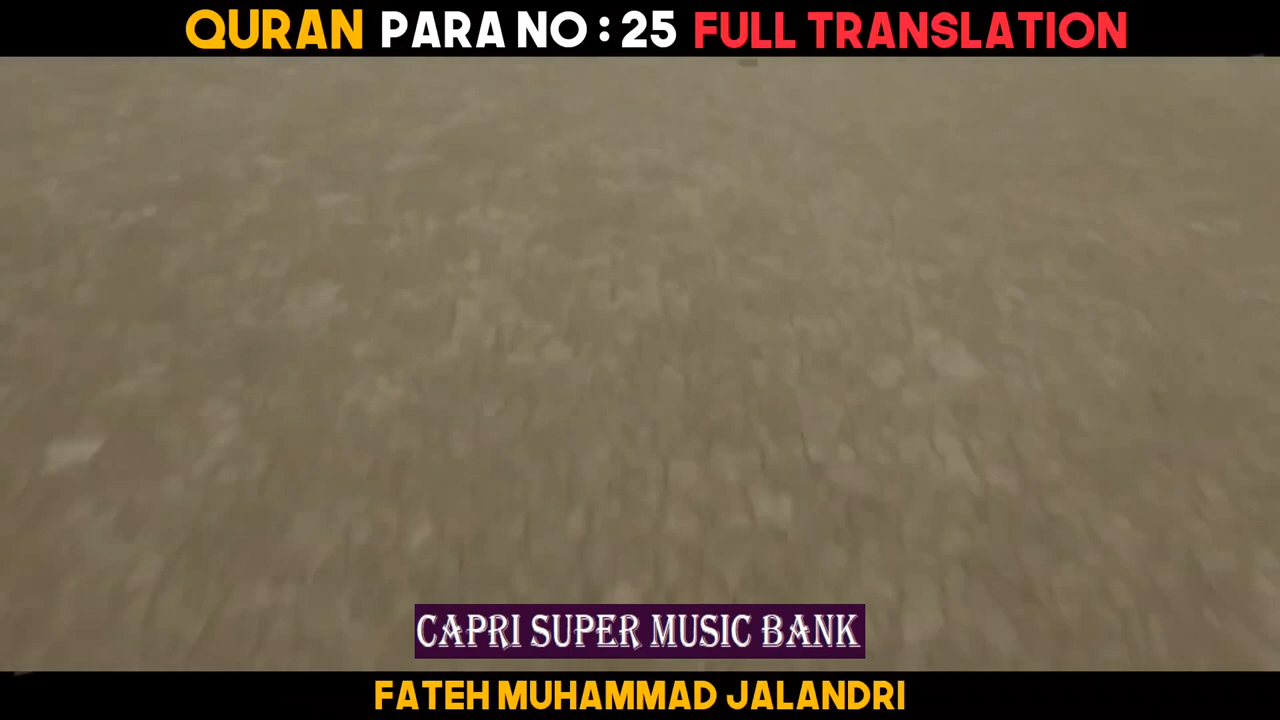 QURAN PARA NO : 25 FULL TRANSLATION
CAPRI SUPER MUSIC BANK
FATEH MUHAMMAD JALANDRI